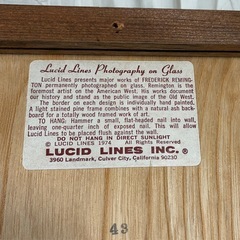 Lucid Lines Photography on Glass
Lucid Lines presents major works of FREDERICK REMING-
TON permanently photographed on glass. Remington is the
foremost artist on the American West. His works document
our history and stand as the public image of the Old West.
The border on each design is individually hand painted.
A light stained pine frame combines with a natural ash back-
board for a totally wood framed work of art.
TO HANG: Hammer a small, flat-headed nail into wall,
leaving one-quarter inch of exposed nail. This will allow
Lucid Lines to be placed flush against the wall.
DO NOT HANG IN DIRECT SUNLIGHT
© LUCID LINES 1974 All Rights Reserved.
LUCID LINES INC.®
3960 Landmark, Culver City, California 90230
43